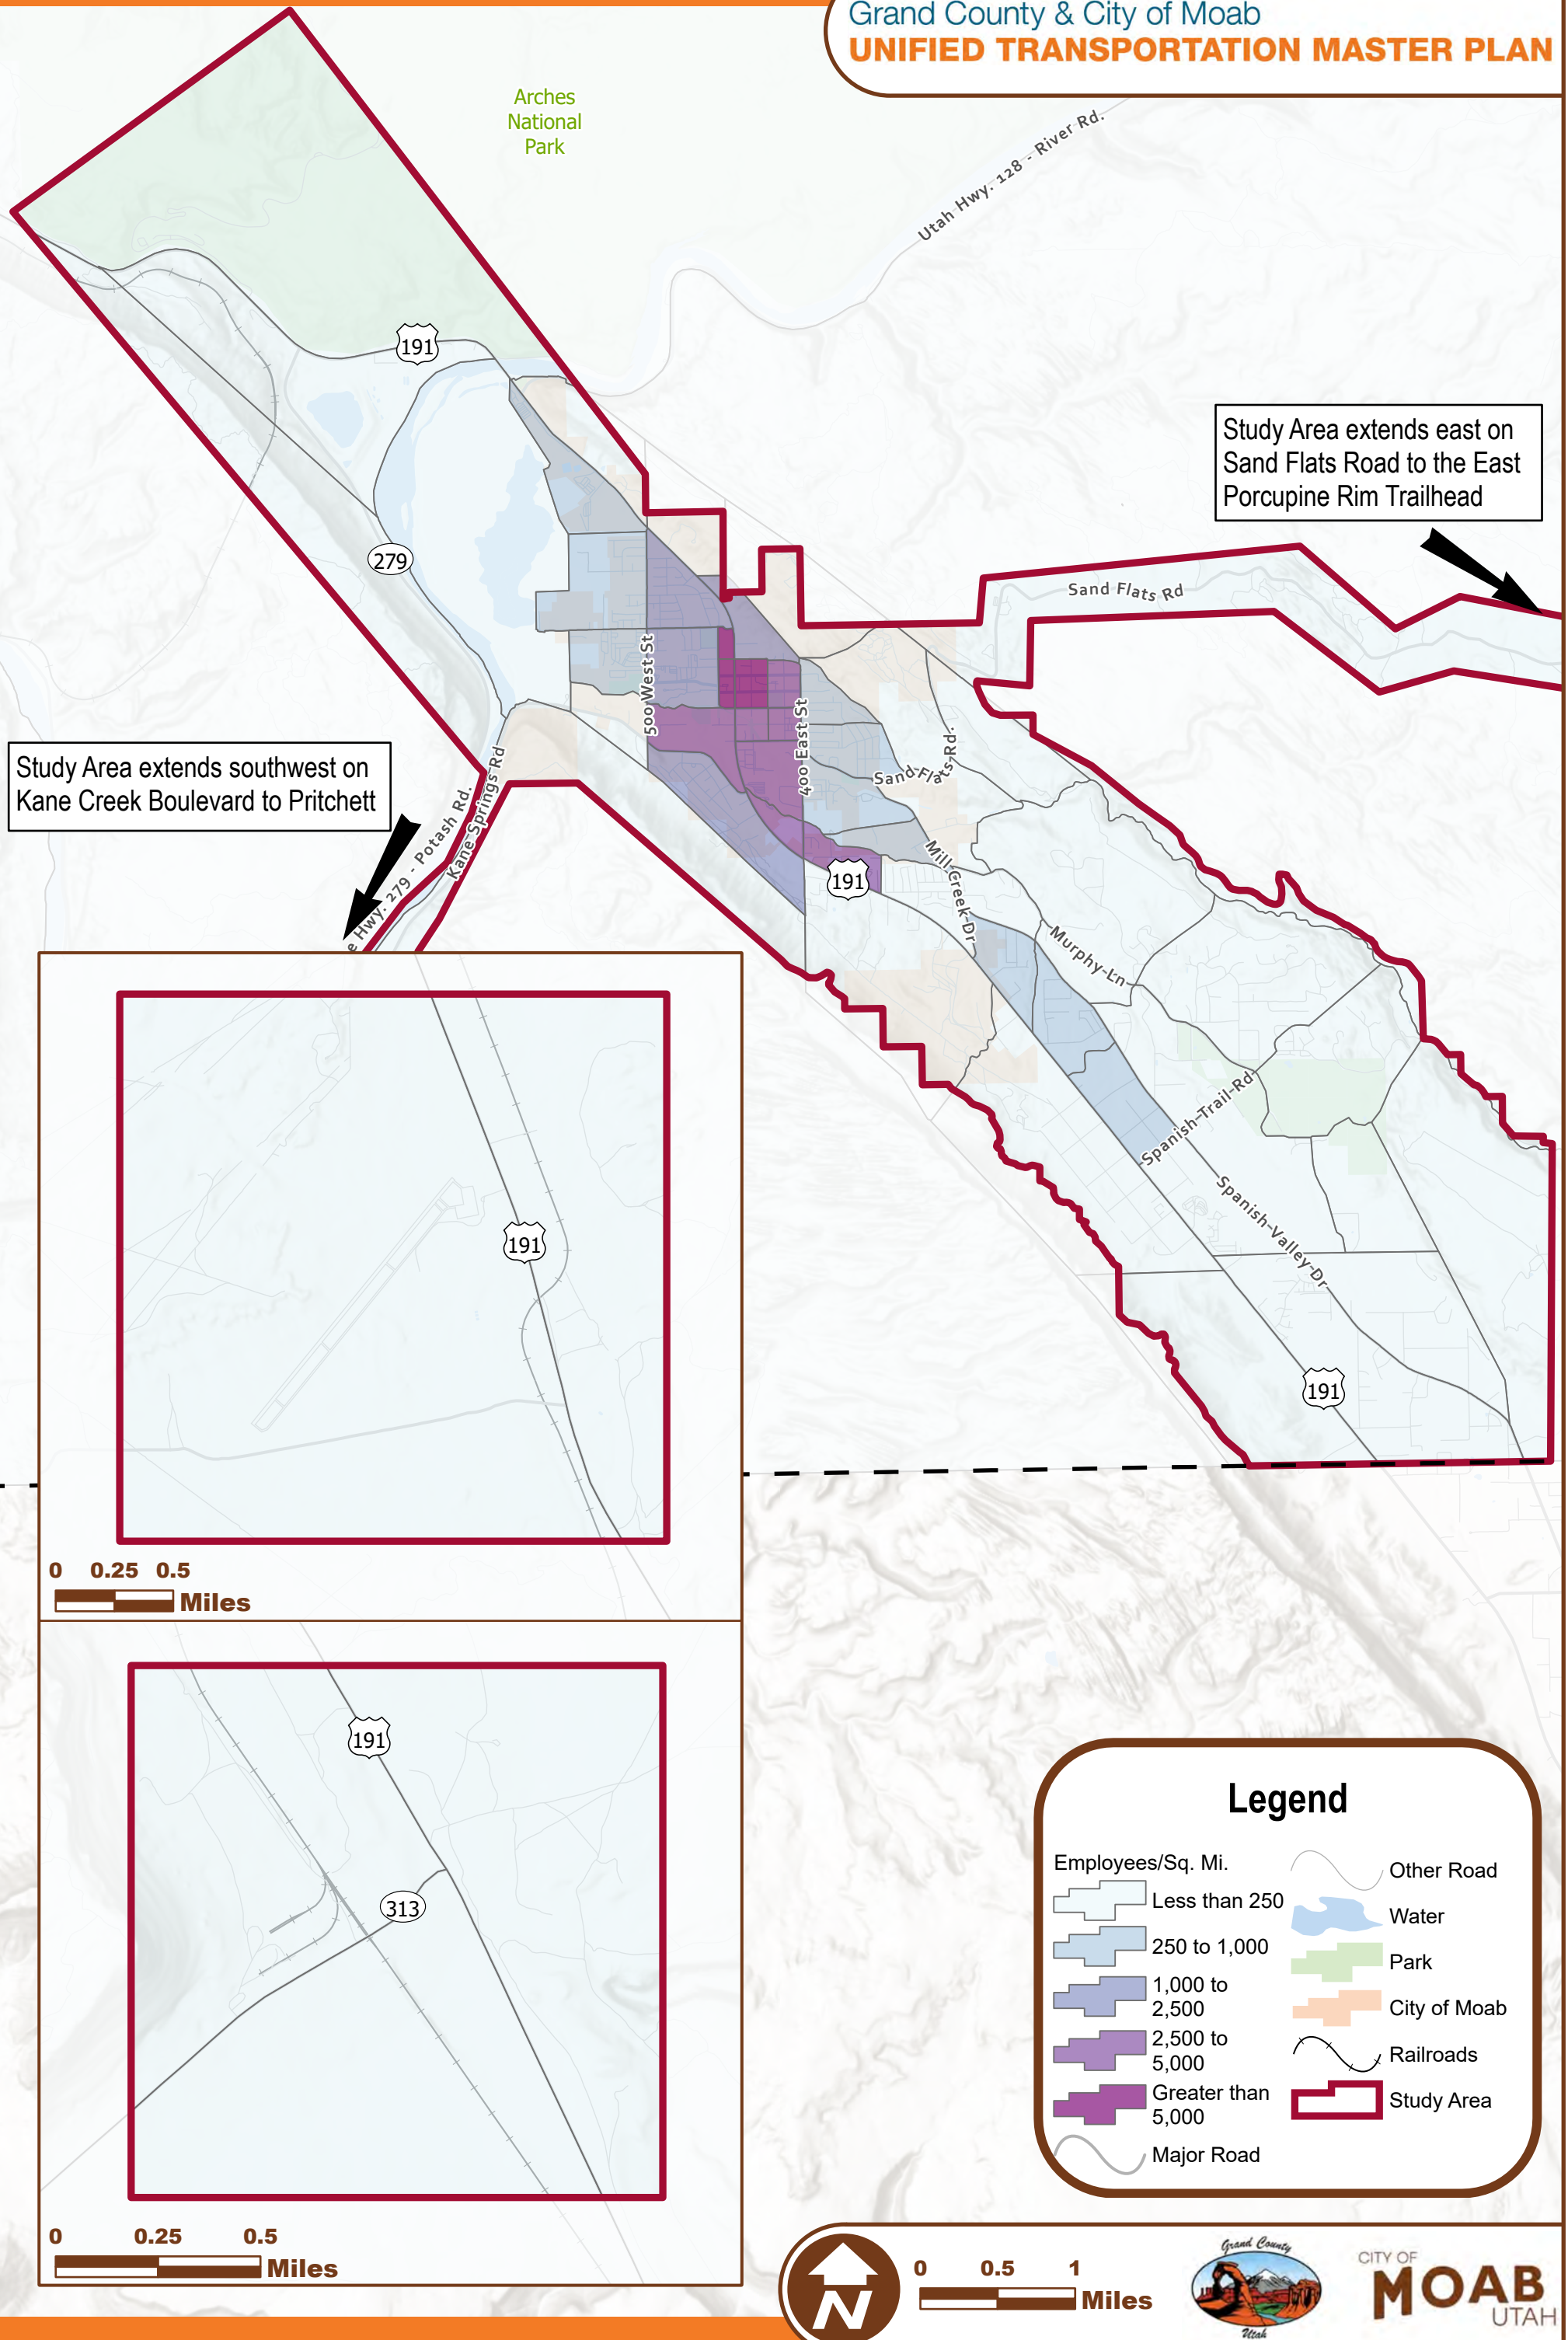 Grand County & City of Moab
UNIFIED TRANSPORTATION MASTER PLAN
Arches
National
Park
Utah Hwy. 128 - River Rd.
191
Study Area extends east on
Sand Flats Road to the East
Porcupine Rim Trailhead
279
Sand Flats Rd
500 West St
400 East St
Sand Flats Rd.
Study Area extends southwest on
Kane Creek Boulevard to Pritchett
e Hwy. 279 - Potash Rd.
Kane Springs Rd
191
Mill Creek Dr
Murphy Ln
Spanish Trail Rd
Spanish Valley Dr
191
191
0 0.25 0.5
Miles
191
313
0 0.25 0.5
Miles
Legend
Employees/Sq. Mi.
Less than 250
250 to 1,000
1,000 to
2,500
2,500 to
5,000
Greater than
5,000
Major Road
Other Road
Water
Park
City of Moab
Railroads
Study Area
N
0 0.5 1
Miles
Grand County
Utah
CITY OF
MOAB
UTAH